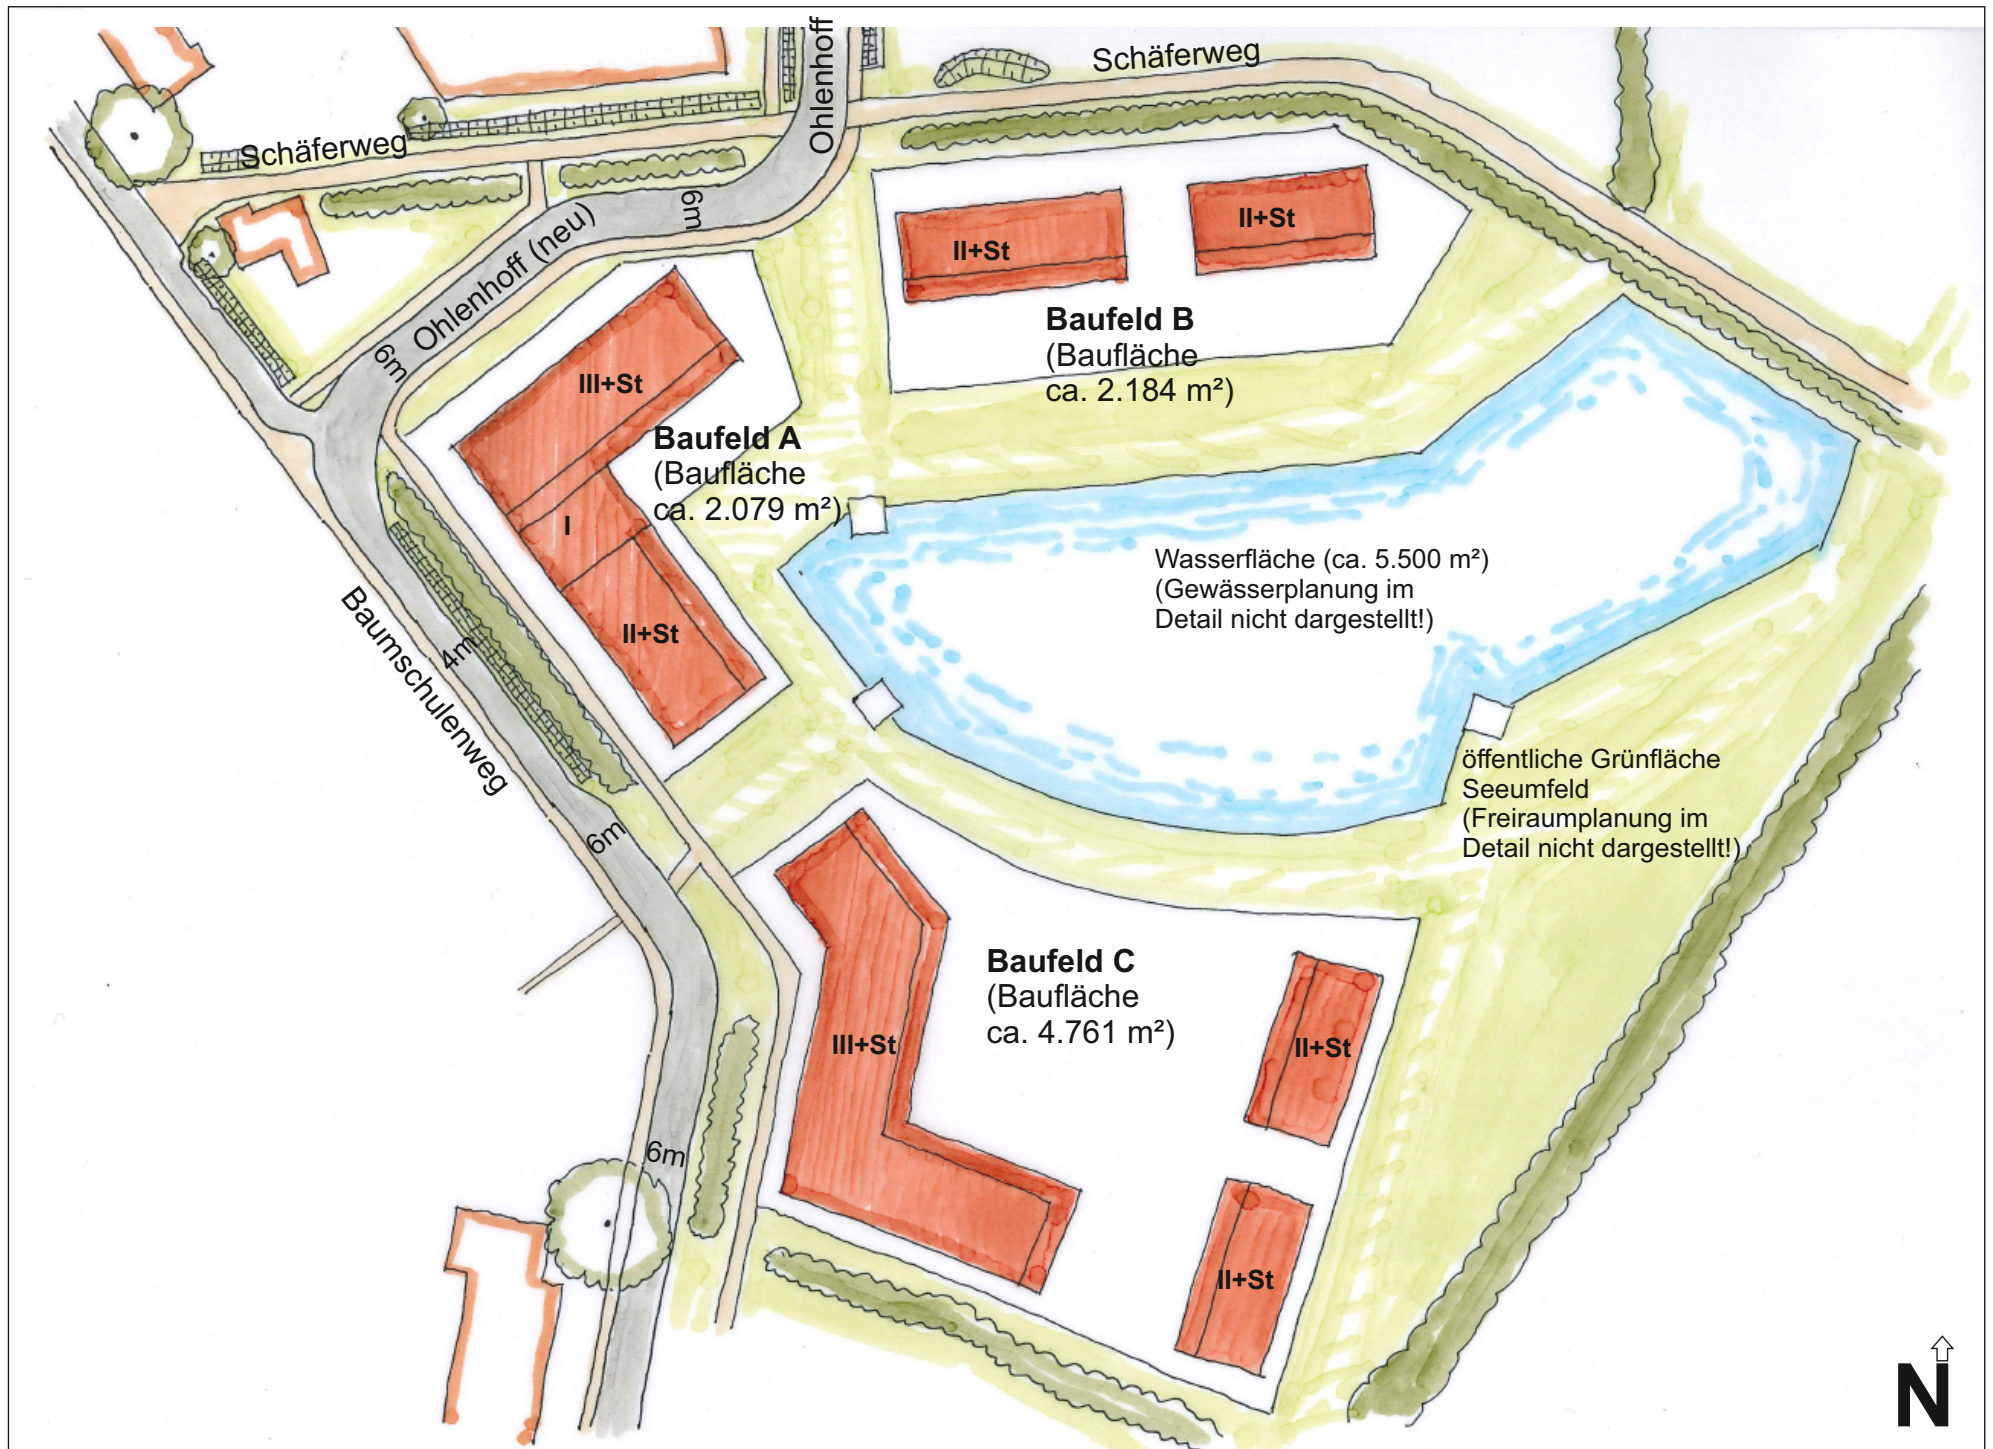 Ohlenhoff
Schäferweg
Schäferweg
6m
Ohlenhoff (neu)
6m
II+St
II+St
Baufeld B
(Baufläche
ca. 2.184 m²)
III+St
Baufeld A
(Baufläche
ca. 2.079 m²)
I
II+St
Wasserfläche (ca. 5.500 m²)
(Gewässerplanung im
Detail nicht dargestellt!)
Baumschulenweg
4m
6m
öffentliche Grünfläche
Seeumfeld
(Freiraumplanung im
Detail nicht dargestellt!)
Baufeld C
(Baufläche
ca. 4.761 m²)
III+St
II+St
6m
II+St
N